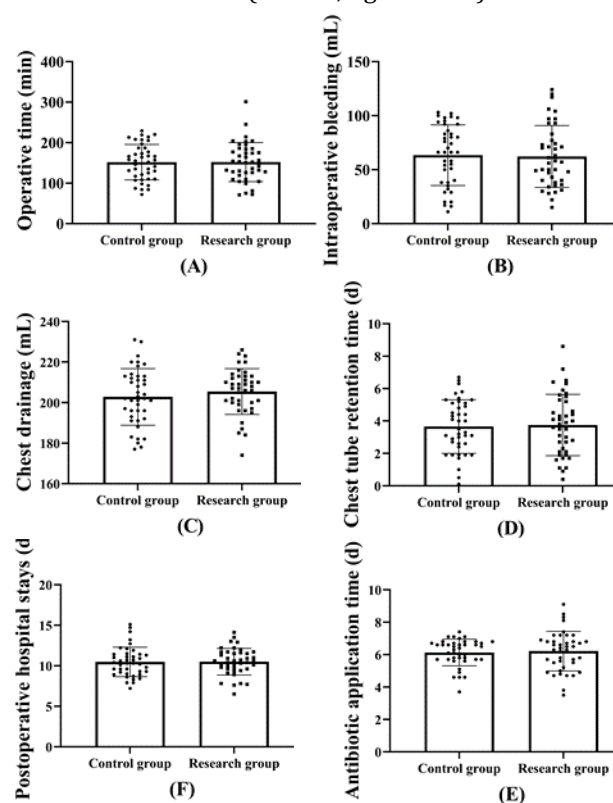 Operative time (min)
400
300
200
100
0
Control group
Research group
(A)
Intraoperative bleeding (mL)
150
100
50
0
Control group
Research group
(B)
Chest drainage (mL)
240
220
200
180
160
Control group
Research group
(C)
Chest tube retention time (d)
10
8
6
4
2
0
Control group
Research group
(D)
Postoperative hospital stays (d
20
15
10
5
0
Control group
Research group
(F)
Antibiotic application time (d)
10
8
6
4
2
0
Control group
Research group
(E)